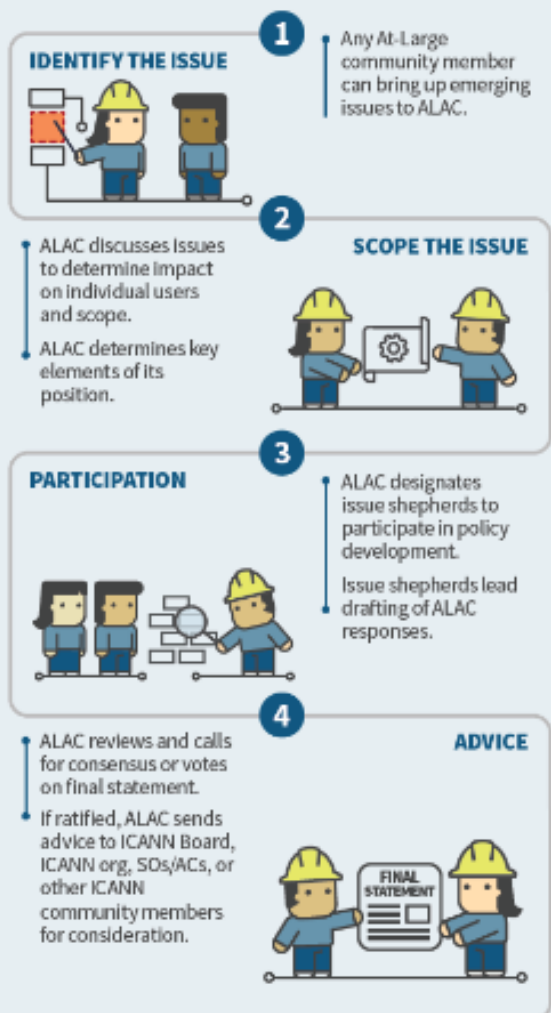 1
IDENTIFY THE ISSUE
Any At-Large
community member
can bring up emerging
issues to ALAC.
2
SCOPE THE ISSUE
ALAC discusses issues
to determine impact
on individual users
and scope.
ALAC determines key
elements of its
position.
3
PARTICIPATION
ALAC designates
issue shepherds to
participate in policy
development.
Issue shepherds lead
drafting of ALAC
responses.
4
ADVICE
ALAC reviews and calls
for consensus or votes
on final statement.
If ratified, ALAC sends
advice to ICANN Board,
ICANN org, SOs/ACs, or
other ICANN
community members
for consideration.
FINAL
STATEMENT